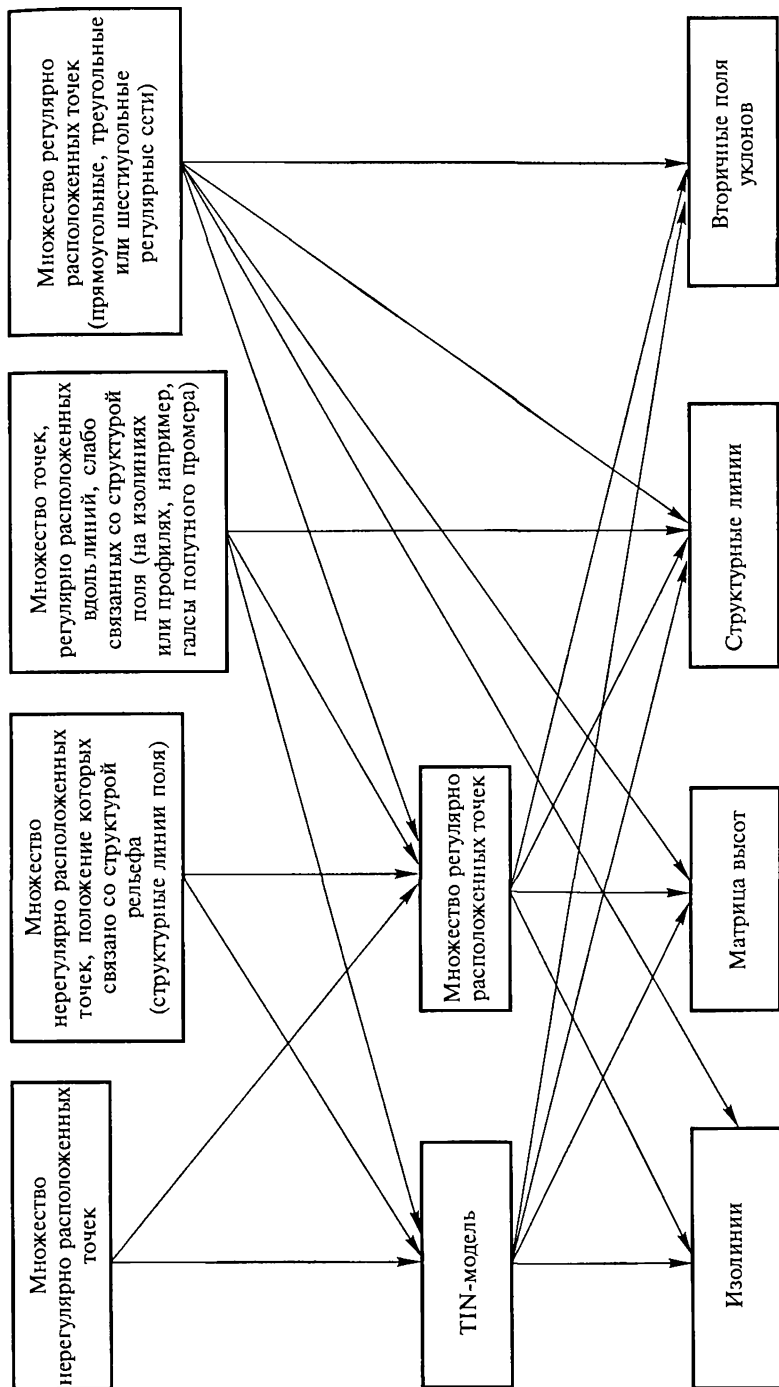 Множество
нерегулярно расположенных
точек
Множество
нерегулярно расположенных
точек, положение которых
связано со структурой
рельефа
(структурные линии поля)
Множество точек,
регулярно расположенных
вдоль линий, слабо
связанных со структурой
поля (на изолиниях
или профилях, например,
галсы попутного промера)
Множество регулярно
расположенных точек
(прямоугольные, треугольные
или шестиугольные
регулярные сети)
TIN-модель
Множество регулярно
расположенных точек
Изолинии
Матрица высот
Структурные линии
Вторичные поля
уклонов